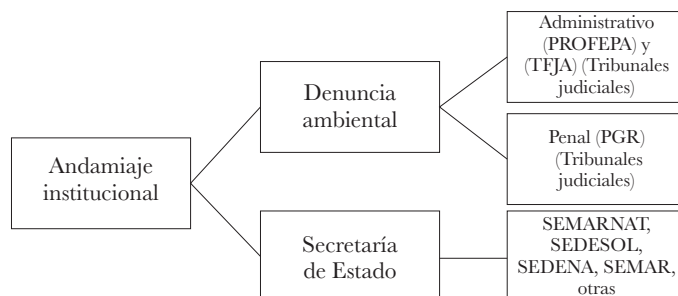 Andamiaje
institucional
Denuncia
ambiental
Administrativo
(PROFEPA) y
(TFJA) (Tribunales
judiciales)
Penal (PGR)
(Tribunales
judiciales)
Secretaría
de Estado
SEMARNAT,
SEDESOL,
SEDENA, SEMAR,
otras